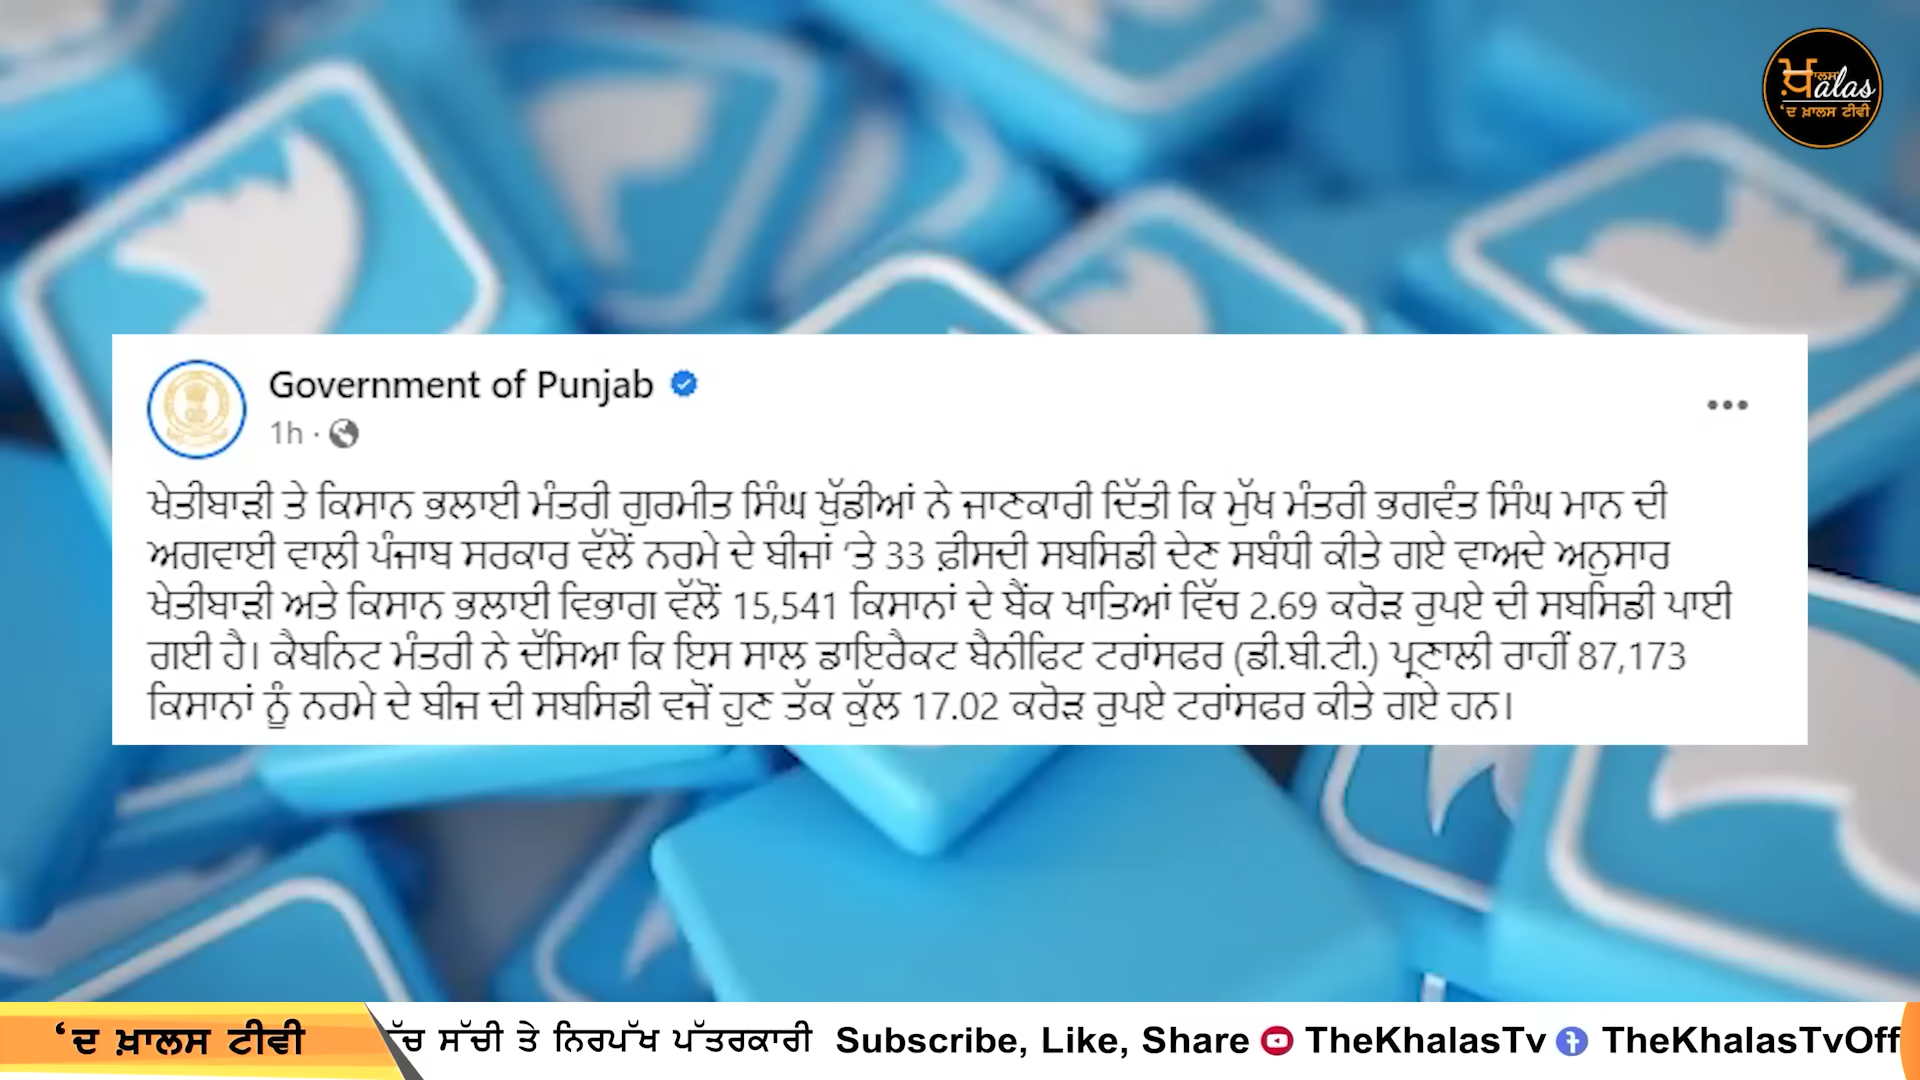 ਖ਼ਾਲਸ
alas
‘ਦ ਖ਼ਾਲਸ ਟੀਵੀ
Government of Punjab
1h ·
ਖੇਤੀਬਾੜੀ ਤੇ ਕਿਸਾਨ ਭਲਾਈ ਮੰਤਰੀ ਗੁਰਮੀਤ ਸਿੰਘ ਖੁੱਡੀਆਂ ਨੇ ਜਾਣਕਾਰੀ ਦਿੱਤੀ ਕਿ ਮੁੱਖ ਮੰਤਰੀ ਭਗਵੰਤ ਸਿੰਘ ਮਾਨ ਦੀ
ਅਗਵਾਈ ਵਾਲੀ ਪੰਜਾਬ ਸਰਕਾਰ ਵੱਲੋਂ ਨਰਮੇ ਦੇ ਬੀਜਾਂ ’ਤੇ 33 ਫ਼ੀਸਦੀ ਸਬਸਿਡੀ ਦੇਣ ਸਬੰਧੀ ਕੀਤੇ ਗਏ ਵਾਅਦੇ ਅਨੁਸਾਰ
ਖੇਤੀਬਾੜੀ ਅਤੇ ਕਿਸਾਨ ਭਲਾਈ ਵਿਭਾਗ ਵੱਲੋਂ 15,541 ਕਿਸਾਨਾਂ ਦੇ ਬੈਂਕ ਖਾਤਿਆਂ ਵਿੱਚ 2.69 ਕਰੋੜ ਰੁਪਏ ਦੀ ਸਬਸਿਡੀ ਪਾਈ
ਗਈ ਹੈ। ਕੈਬਨਿਟ ਮੰਤਰੀ ਨੇ ਦੱਸਿਆ ਕਿ ਇਸ ਸਾਲ ਡਾਇਰੈਕਟ ਬੈਨੀਫਿਟ ਟਰਾਂਸਫਰ (ਡੀ.ਬੀ.ਟੀ.) ਪ੍ਰਣਾਲੀ ਰਾਹੀਂ 87,173
ਕਿਸਾਨਾਂ ਨੂੰ ਨਰਮੇ ਦੇ ਬੀਜ ਦੀ ਸਬਸਿਡੀ ਵਜੋਂ ਹੁਣ ਤੱਕ ਕੁੱਲ 17.02 ਕਰੋੜ ਰੁਪਏ ਟਰਾਂਸਫਰ ਕੀਤੇ ਗਏ ਹਨ।
‘ਦ ਖ਼ਾਲਸ ਟੀਵੀ
ੱਚ ਸੱਚੀ ਤੇ ਨਿਰਪੱਖ ਪੱਤਰਕਾਰੀ Subscribe, Like, Share TheKhalasTv TheKhalasTvOff